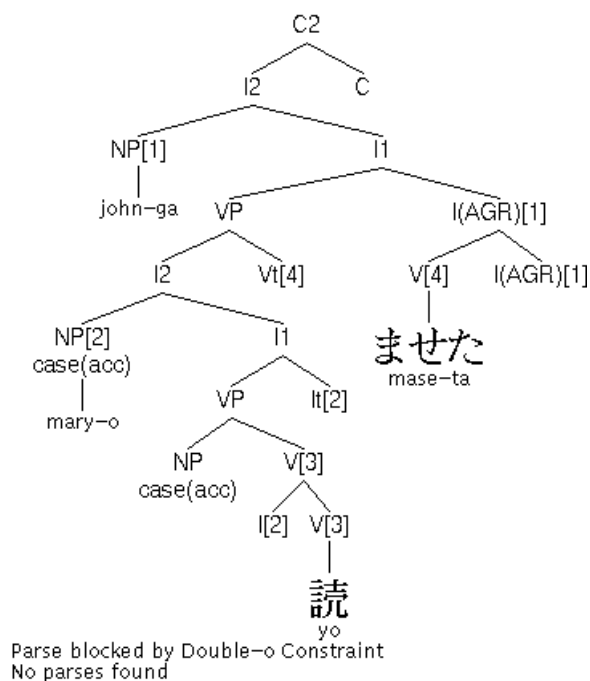 C2
I2 C
NP[1] I1
john-ga VP I(AGR)[1]
I2 Vt[4] V[4] I(AGR)[1]
NP[2] I1 ませた
case(acc) mase-ta
VP It[2]
mary-o
NP V[3]
case(acc)
I[2] V[3]
読
yo
Parse blocked by Double-o Constraint
No parses found